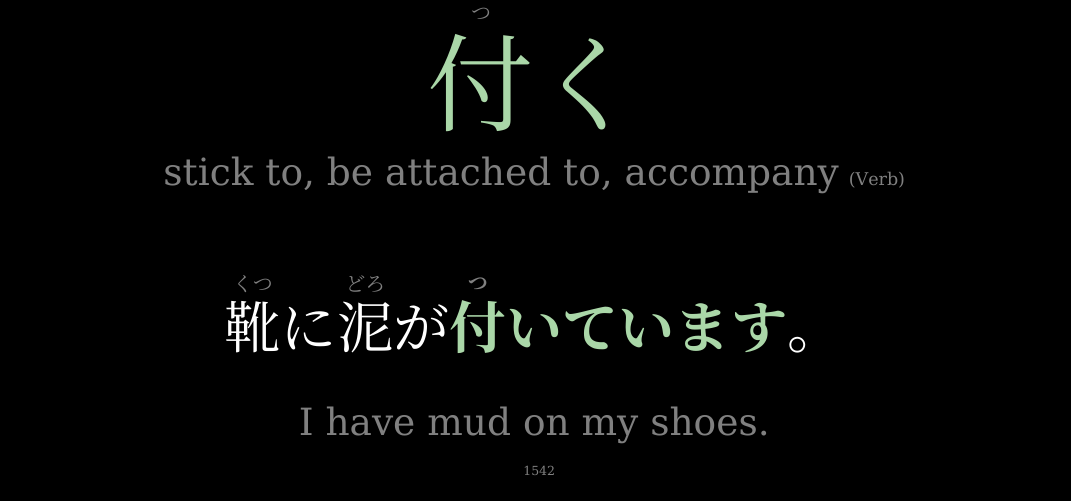 つ
付く
stick to, be attached to, accompany (Verb)
くつ どろ つ
靴に泥が付いています。
I have mud on my shoes.
1542